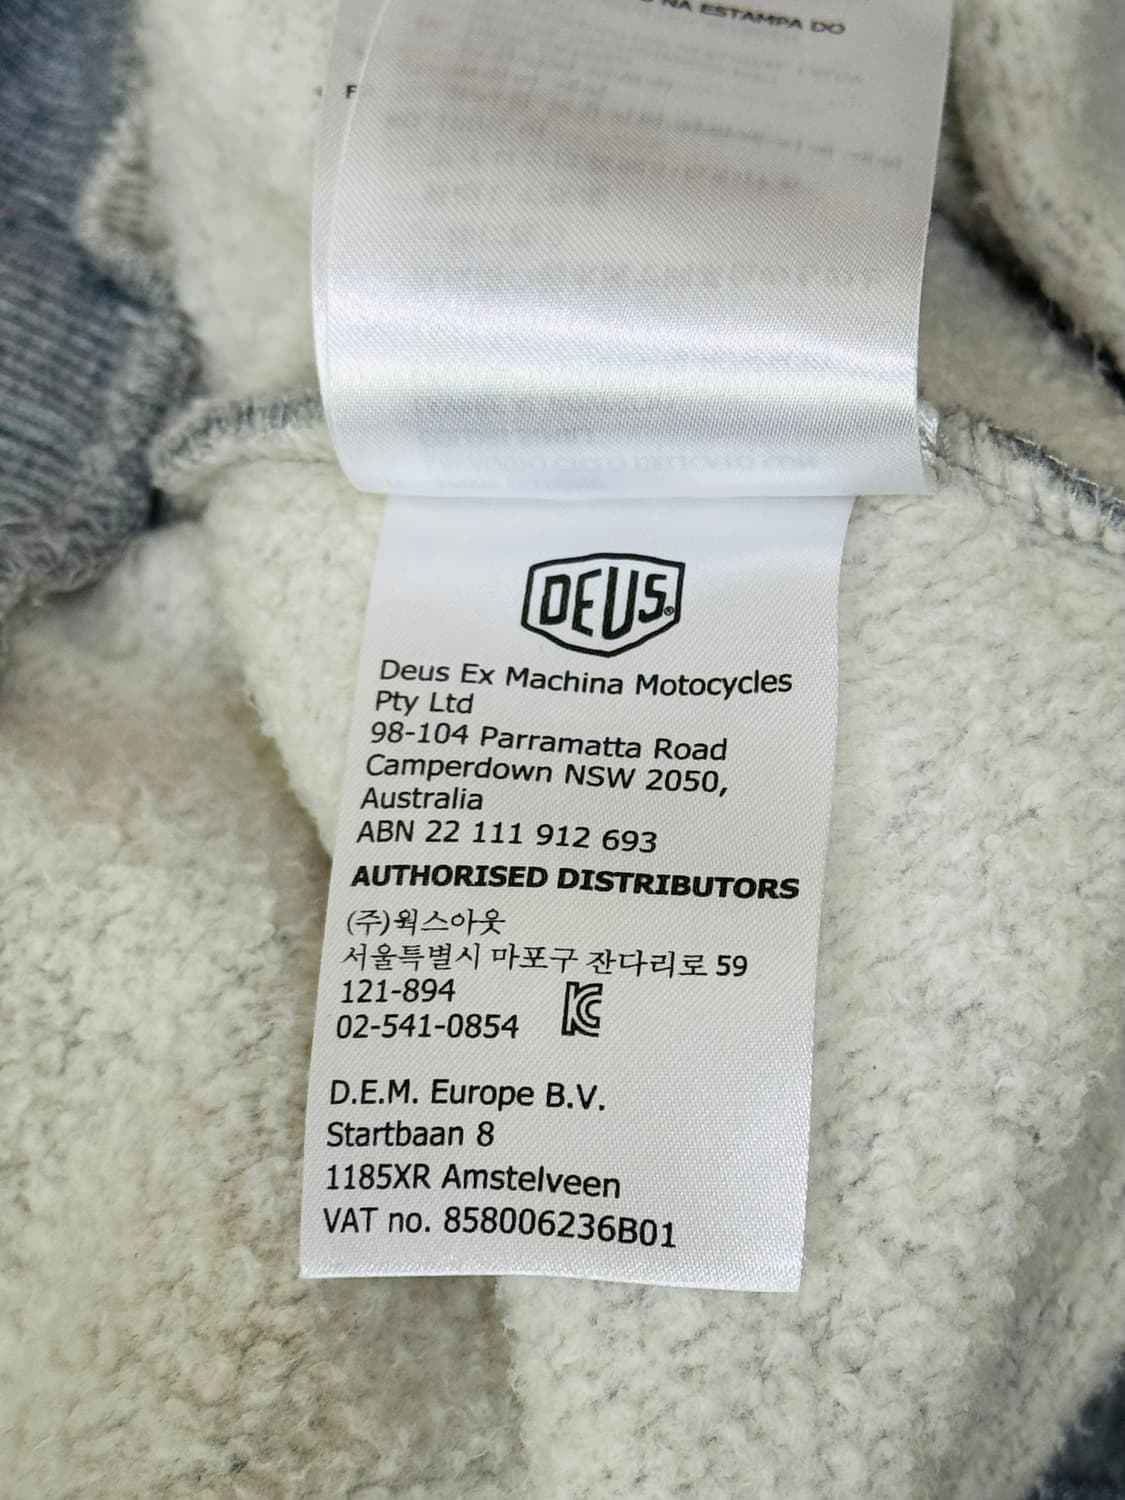 NA ESTAMPA DO
F
DEUS®
Deus Ex Machina Motocycles
Pty Ltd
98-104 Parramatta Road
Camperdown NSW 2050,
Australia
ABN 22 111 912 693
AUTHORISED DISTRIBUTORS
(주)웍스아웃
서울특별시 마포구 잔다리로 59
121-894
02-541-0854
D.E.M. Europe B.V.
Startbaan 8
1185XR Amstelveen
VAT no. 858006236B01